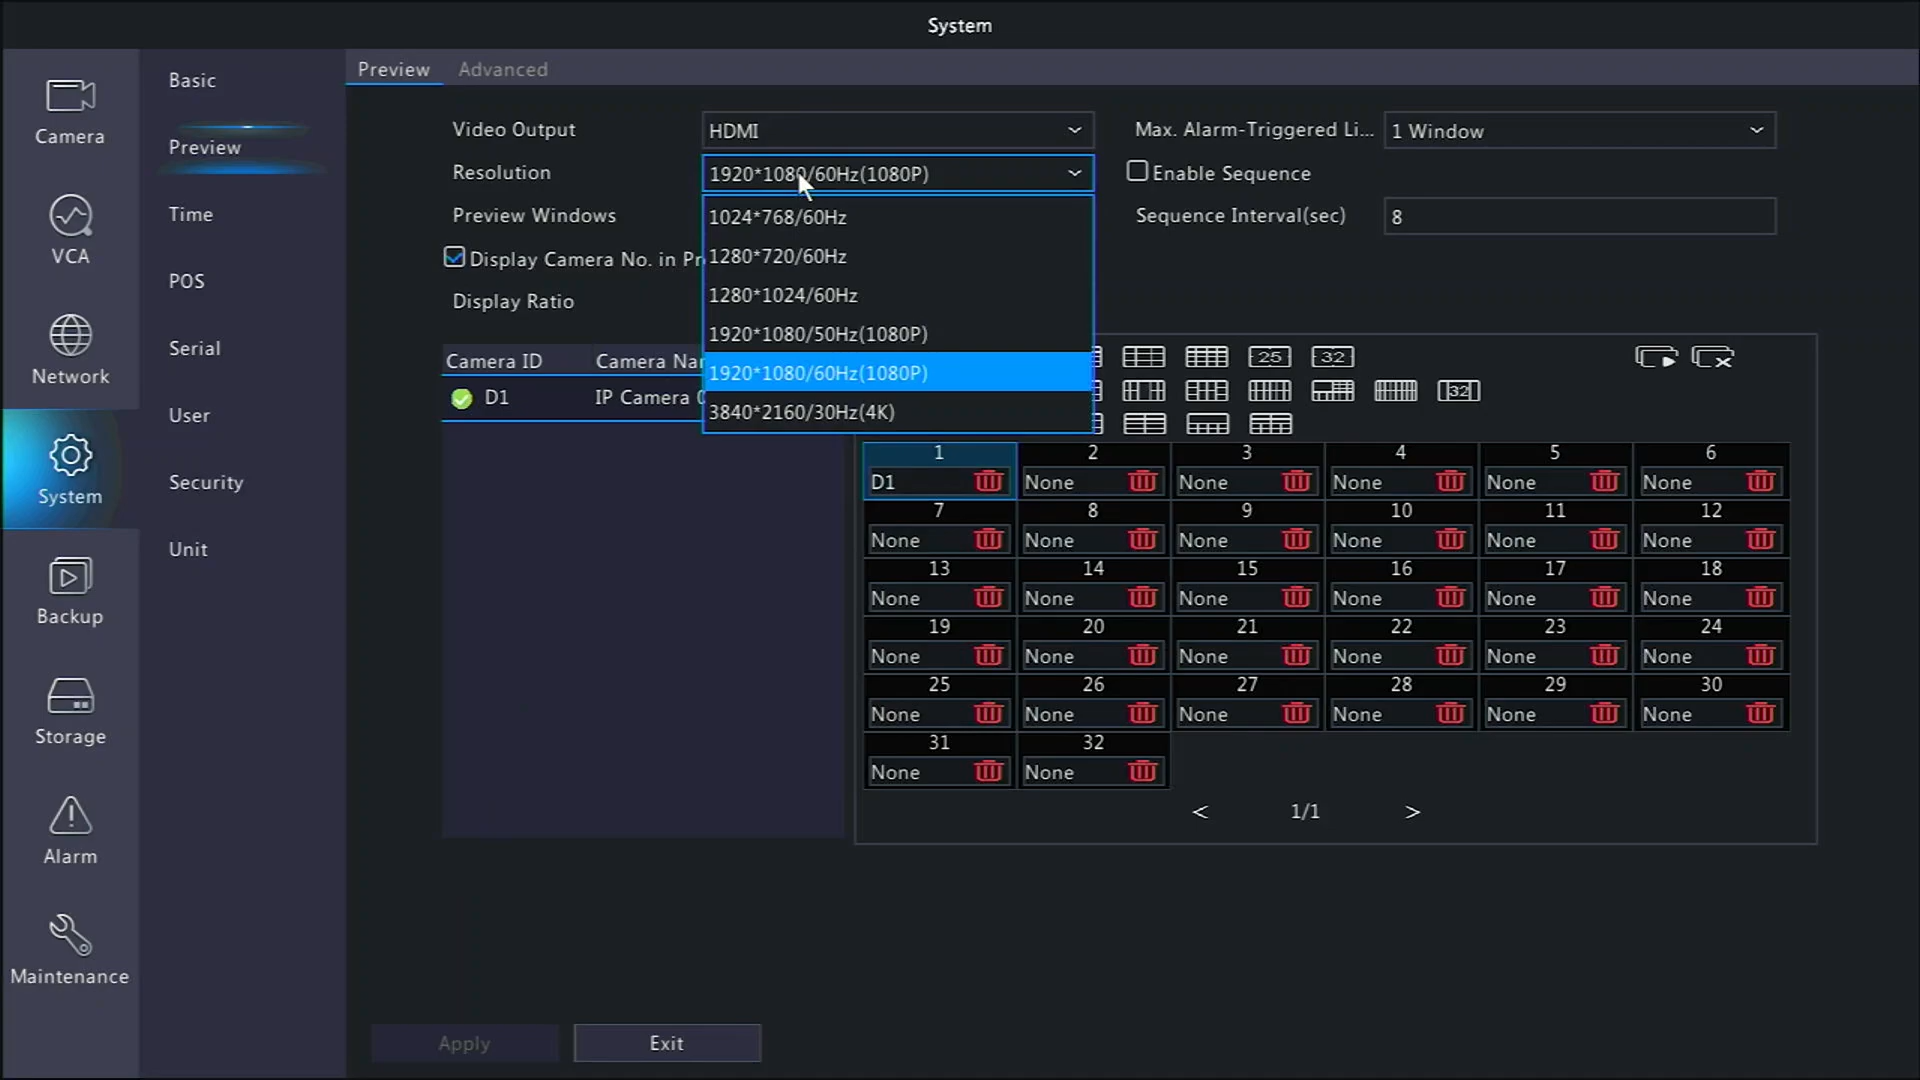 System
Camera
VCA
Network
System
Backup
Storage
Alarm
Maintenance
Basic
Preview
Time
POS
Serial
User
Security
Unit
Preview Advanced
Video Output HDMI Max. Alarm-Triggered Li... 1 Window
Resolution 1920*1080/60Hz(1080P) Enable Sequence
Preview Windows Sequence Interval(sec) 8
Display Camera No. in Pr
Display Ratio
1024*768/60Hz
1280*720/60Hz
1280*1024/60Hz
1920*1080/50Hz(1080P)
1920*1080/60Hz(1080P)
3840*2160/30Hz(4K)
Camera ID Camera Nar
D1 IP Camera 0
25 32
32
1 2 3 4 5 6
D1 None None None None None
7 8 9 10 11 12
None None None None None None
13 14 15 16 17 18
None None None None None None
19 20 21 22 23 24
None None None None None None
25 26 27 28 29 30
None None None None None None
31 32
None None
< 1/1 >
Apply Exit